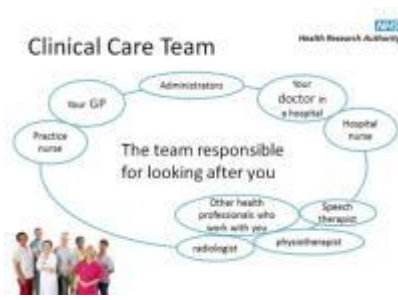 NHS
Health Research Authority
Clinical Care Team
Administrators
Your GP
Your
doctor in
a hospital
Practice
nurse
Hospital
nurse
The team responsible
for looking after you
Other health
professionals who
work with you
Speech
therapist
radiologist
physiotherapist